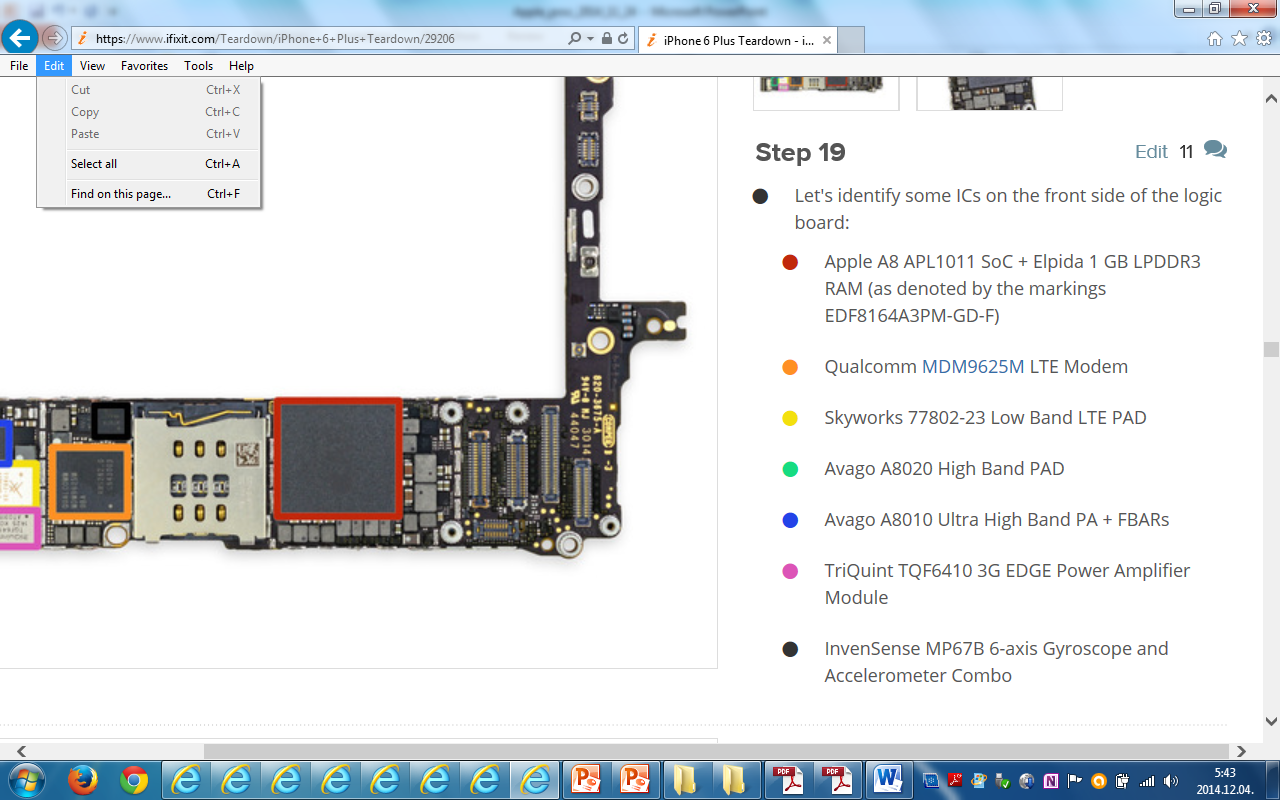 https://www.ifixit.com/Teardown/iPhone+6+Plus+Teardown/29206
iPhone 6 Plus Teardown - i...
File Edit View Favorites Tools Help
Cut Ctrl+X
Copy Ctrl+C
Paste Ctrl+V
Select all Ctrl+A
Find on this page... Ctrl+F
Step 19
Edit 11
Let's identify some ICs on the front side of the logic
board:
Apple A8 APL1011 SoC + Elpida 1 GB LPDDR3
RAM (as denoted by the markings
EDF8164A3PM-GD-F)
Qualcomm MDM9625M LTE Modem
Skyworks 77802-23 Low Band LTE PAD
Avago A8020 High Band PAD
Avago A8010 Ultra High Band PA + FBARs
TriQuint TQF6410 3G EDGE Power Amplifier
Module
InvenSense MP67B 6-axis Gyroscope and
Accelerometer Combo
820-3675-A
PDF
PDF
5:43
2014.12.04.